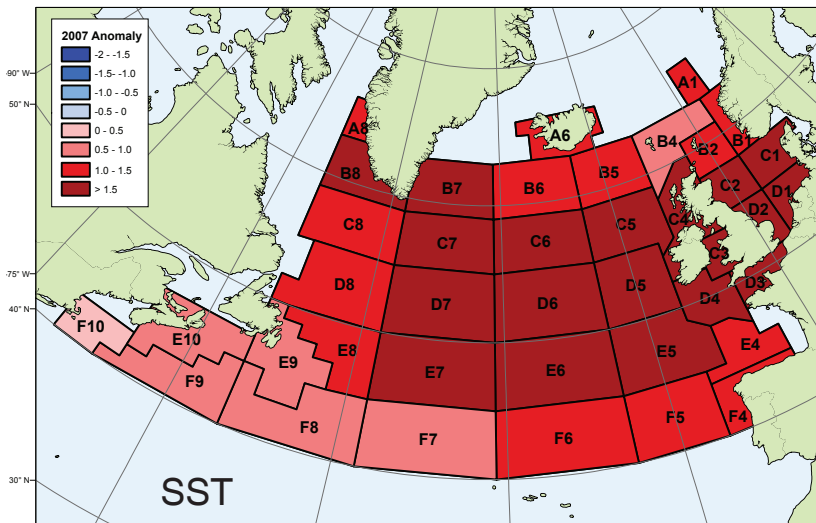 2007 Anomaly
-2 - -1.5
-1.5- -1.0
-1.0 - -0.5
-0.5 - 0
0 - 0.5
0.5 - 1.0
1.0 - 1.5
> 1.5
90° W
50° N
75° N
40° N
30° N
A1
A8
A6
B4
B2
B1
C1
B8
B7
B6
B5
C2
D1
C4
D2
C8
C7
C6
C5
C3
D8
D7
D6
D5
D4
D3
F10
E10
E9
E8
E7
E6
E5
E4
F9
F8
F7
F6
F5
F4
SST